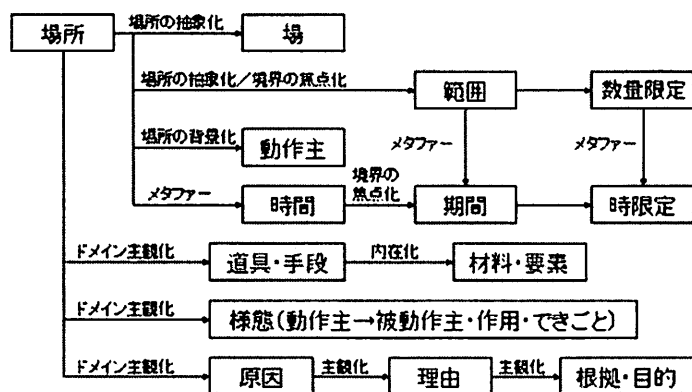 場所の抽象化
場所
場
場所の抽象化／境界の焦点化
範囲
数量限定
場所の背景化
動作主
メタファー
メタファー
メタファー
境界の
焦点化
時間
期間
時限定
ドメイン主観化
道具・手段
内在化
材料・要素
ドメイン主観化
様態（動作主→被動作主・作用・できごと）
ドメイン主観化
原因
主観化
理由
主観化
根拠・目的